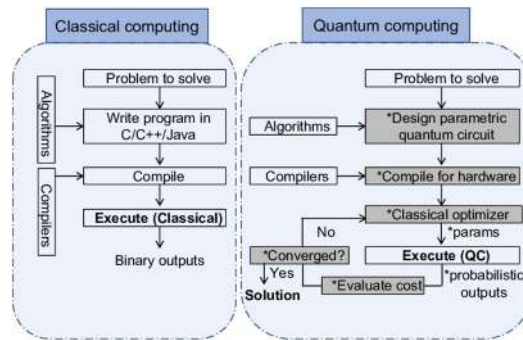 Classical computing
Problem to solve
Algorithms
Write program in
C/C++/Java
Compilers
Compile
Execute (Classical)
Binary outputs
Quantum computing
Problem to solve
Algorithms
*Design parametric
quantum circuit
Compilers
*Compile for hardware
*Classical optimizer
No
*params
*Converged?
Execute (QC)
Yes
*probabilistic
outputs
*Evaluate cost
Solution